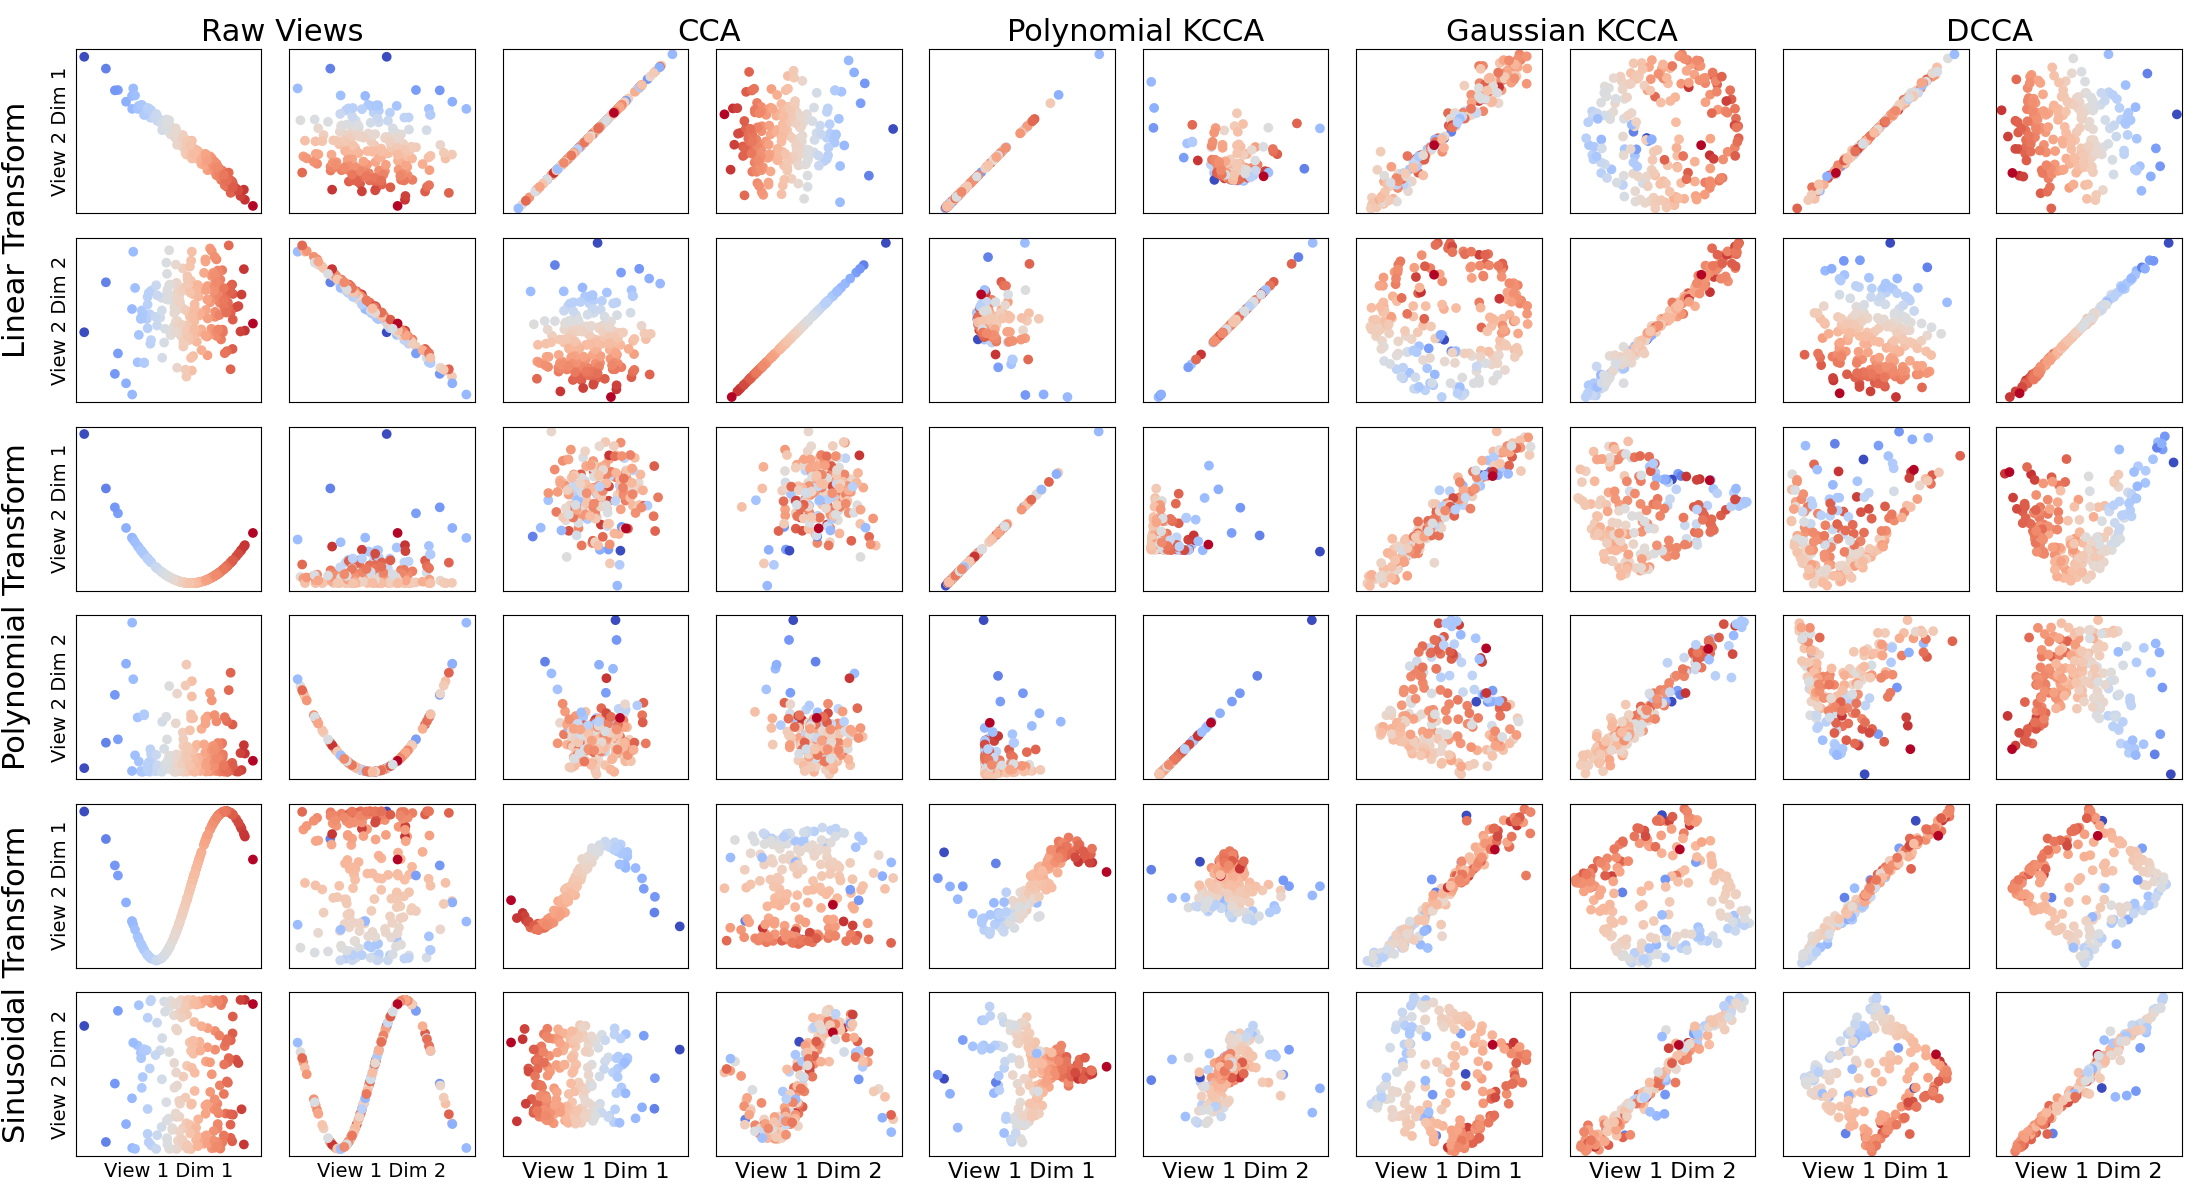 Raw Views
CCA
Polynomial KCCA
Gaussian KCCA
DCCA
Linear Transform
View 2 Dim 1
View 2 Dim 2
Polynomial Transform
View 2 Dim 1
View 2 Dim 2
Sinusoidal Transform
View 2 Dim 1
View 2 Dim 2
View 1 Dim 1
View 1 Dim 2
View 1 Dim 1
View 1 Dim 2
View 1 Dim 1
View 1 Dim 2
View 1 Dim 1
View 1 Dim 2
View 1 Dim 1
View 1 Dim 2